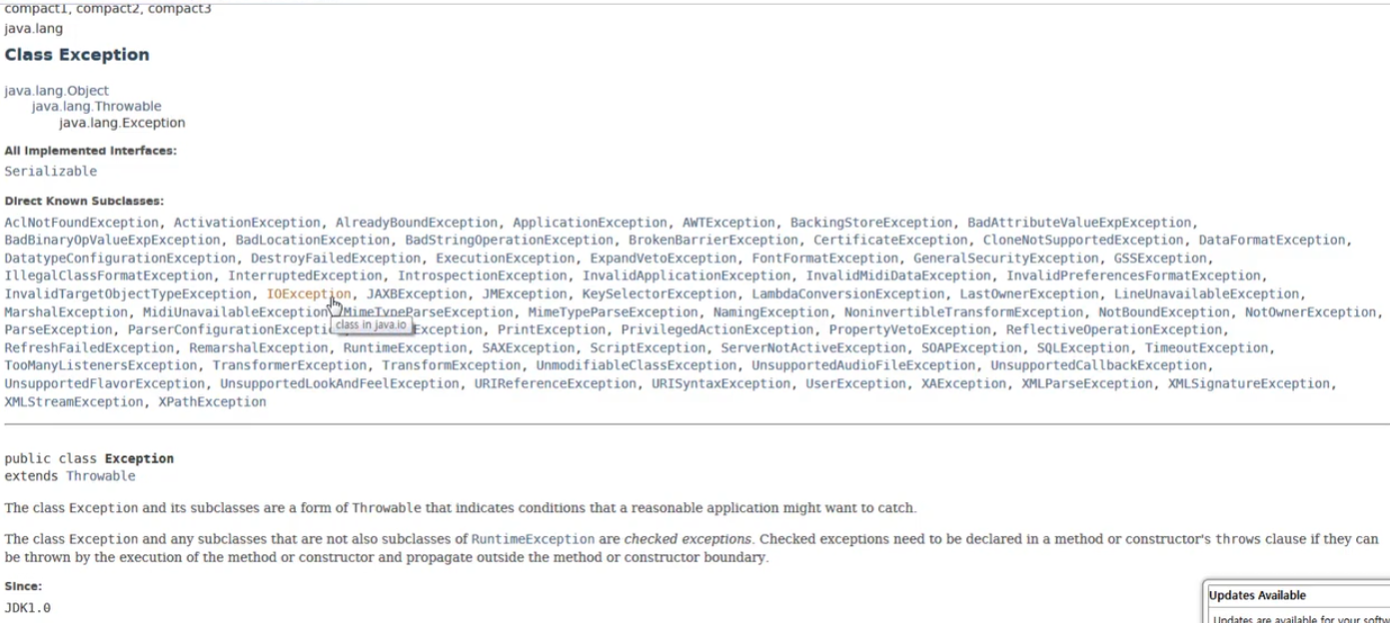 compact1, compact2, compact3
java.lang
Class Exception
java.lang.Object
java.lang.Throwable
java.lang.Exception
All Implemented Interfaces:
Serializable
Direct Known Subclasses:
AclNotFoundException, ActivationException, AlreadyBoundException, ApplicationException, AWTException, BackingStoreException, BadAttributeValueExpException,
BadBinaryOpValueExpException, BadLocationException, BadStringOperationException, BrokenBarrierException, CertificateException, CloneNotSupportedException, DataFormatException,
DatatypeConfigurationException, DestroyFailedException, ExecutionException, ExpandVetoException, FontFormatException, GeneralSecurityException, GSSException,
IllegalClassFormatException, InterruptedException, IntrospectionException, InvalidApplicationException, InvalidMidiDataException, InvalidPreferencesFormatException,
InvalidTargetObjectTypeException, IOException, JAXBException, JMException, KeySelectorException, LambdaConversionException, LastOwnerException, LineUnavailableException,
MarshalException, MidiUnavailableException MimeTypeParseException, MimeTypeParseException, NamingException, NoninvertibleTransformException, NotBoundException, NotOwnerException,
ParseException, ParserConfigurationExcepti Exception, PrintException, PrivilegedActionException, PropertyVetoException, ReflectiveOperationException,
class in java.io
RefreshFailedException, RemarshalException, RuntimeException, SAXException, ScriptException, ServerNotActiveException, SOAPException, SQLException, TimeoutException,
TooManyListenersException, TransformerException, TransformException, UnmodifiableClassException, UnsupportedAudioFileException, UnsupportedCallbackException,
UnsupportedFlavorException, UnsupportedLookAndFeelException, URIReferenceException, URISyntaxException, UserException, XAException, XMLParseException, XMLSignatureException,
XMLStreamException, XPathException
public class Exception
extends Throwable
The class Exception and its subclasses are a form of Throwable that indicates conditions that a reasonable application might want to catch.
The class Exception and any subclasses that are not also subclasses of RuntimeException are checked exceptions. Checked exceptions need to be declared in a method or constructor's throws clause if they can
be thrown by the execution of the method or constructor and propagate outside the method or constructor boundary.
Since:
JDK1.0
Updates Available
Updates are available for your softw